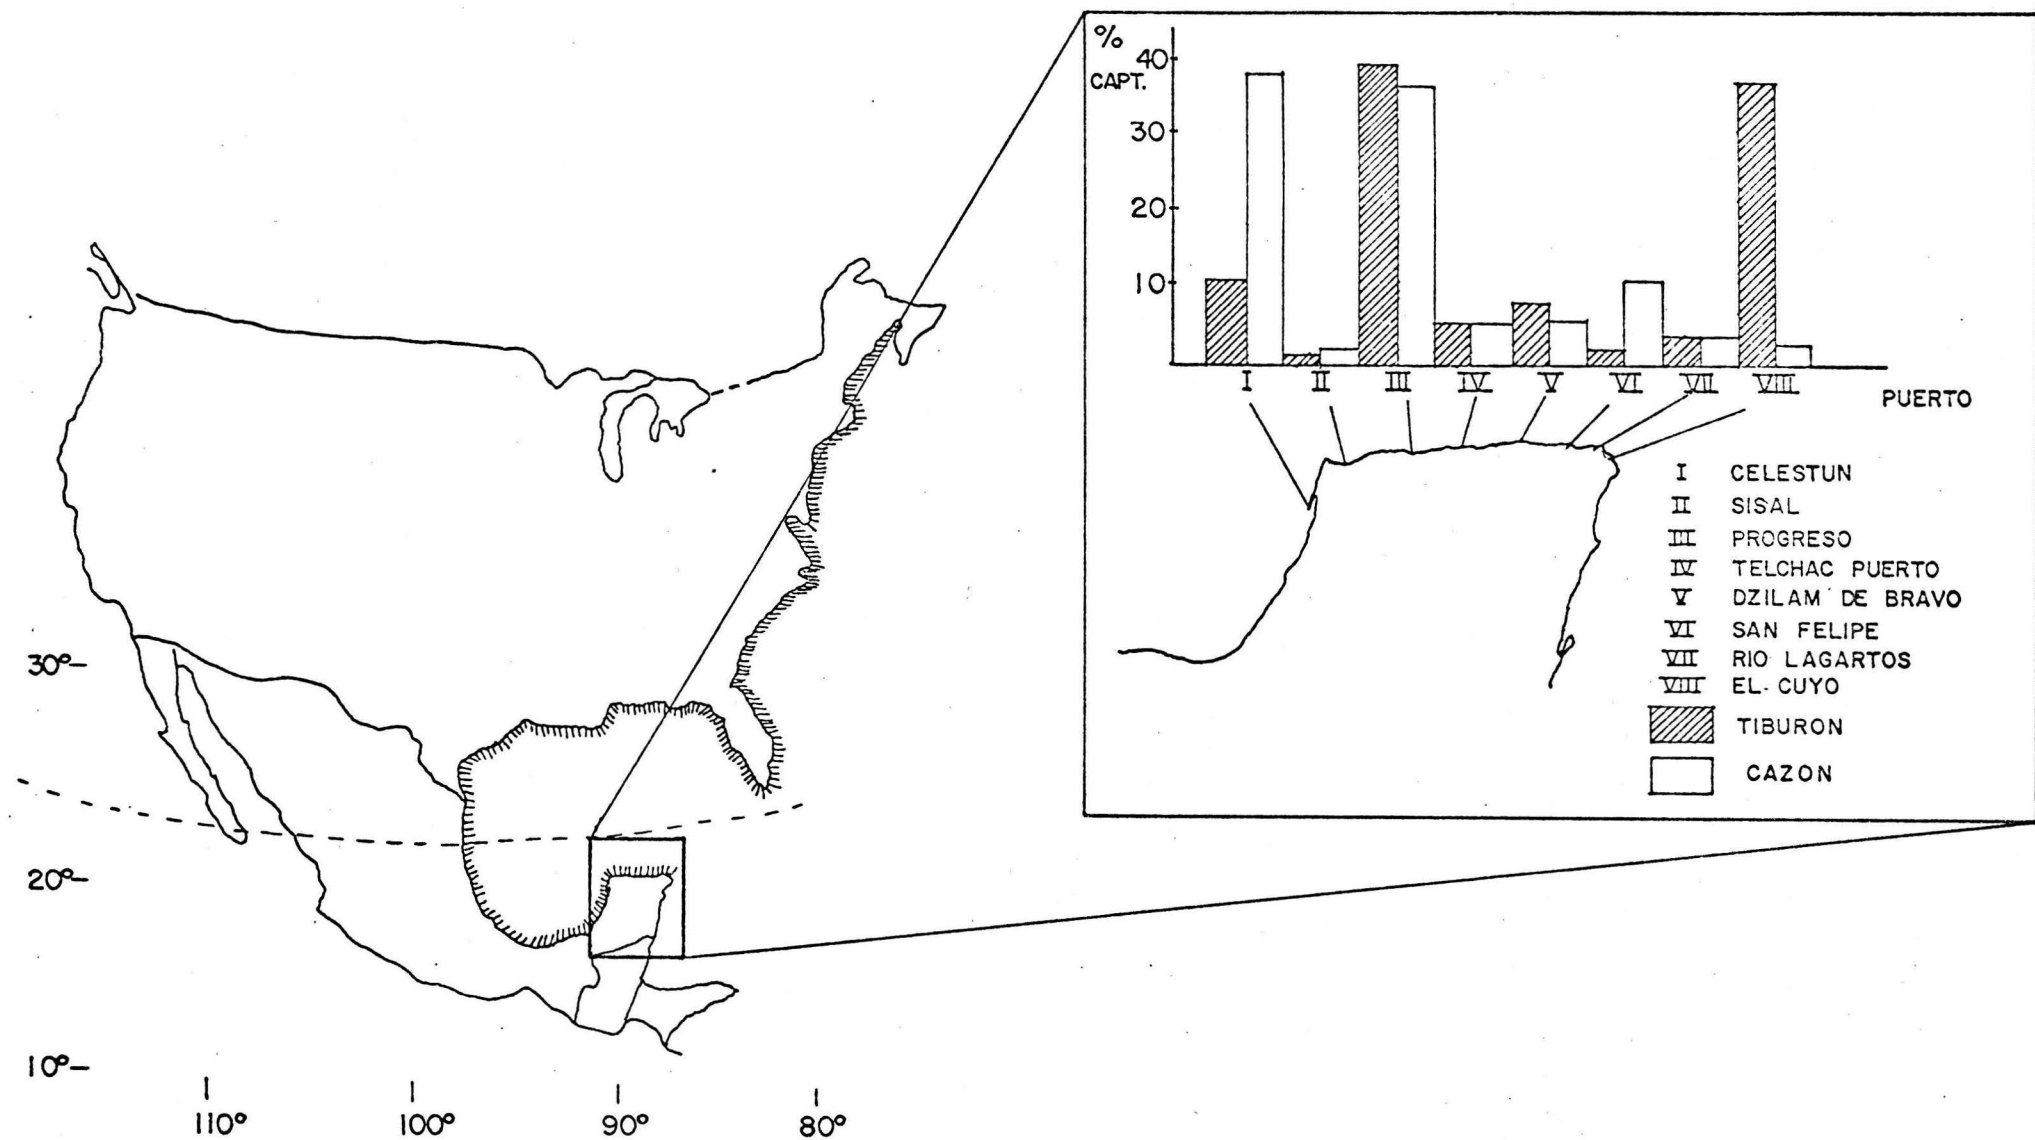 %
CAPT.
40
30
20
10
I II III IV V VI VII VIII
PUERTO
I CELESTUN
II SISAL
III PROGRESO
IV TELCHAC PUERTO
V DZILAM DE BRAVO
VI SAN FELIPE
VII RIO LAGARTOS
VIII EL CUYO
TIBURON
CAZON
30°
20°
10°
110° 100° 90° 80°